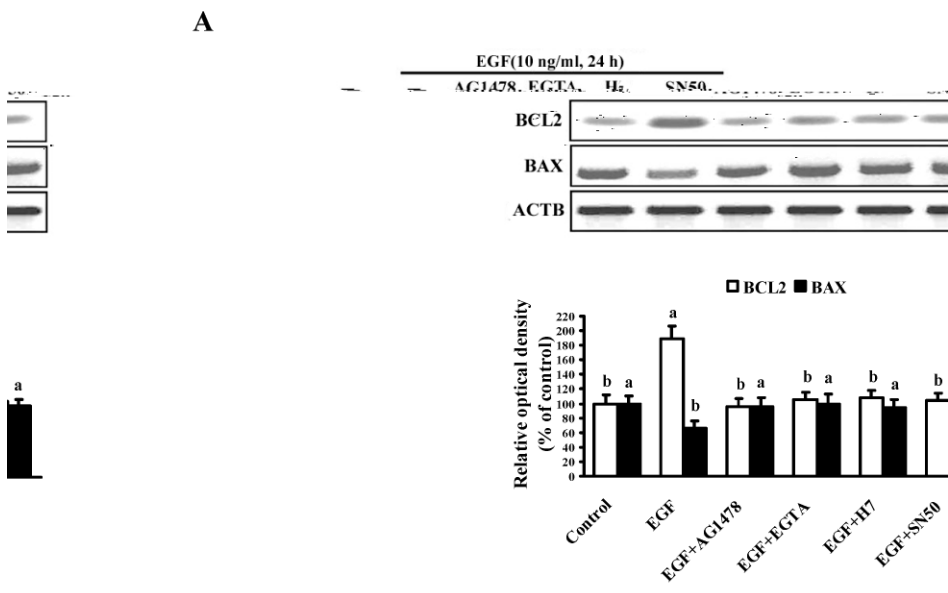 A
EGF(10 ng/ml, 24 h)
AG1478 EGTA H7 SN50
BCL2
BAX
ACTB
BCL2 BAX
Relative optical density
(% of control)
220
200
180
160
140
120
100
80
60
40
20
0
b a a b b a b a b a b
a
Control
EGF
EGF+AG1478
EGF+EGTA
EGF+H7
EGF+SN50